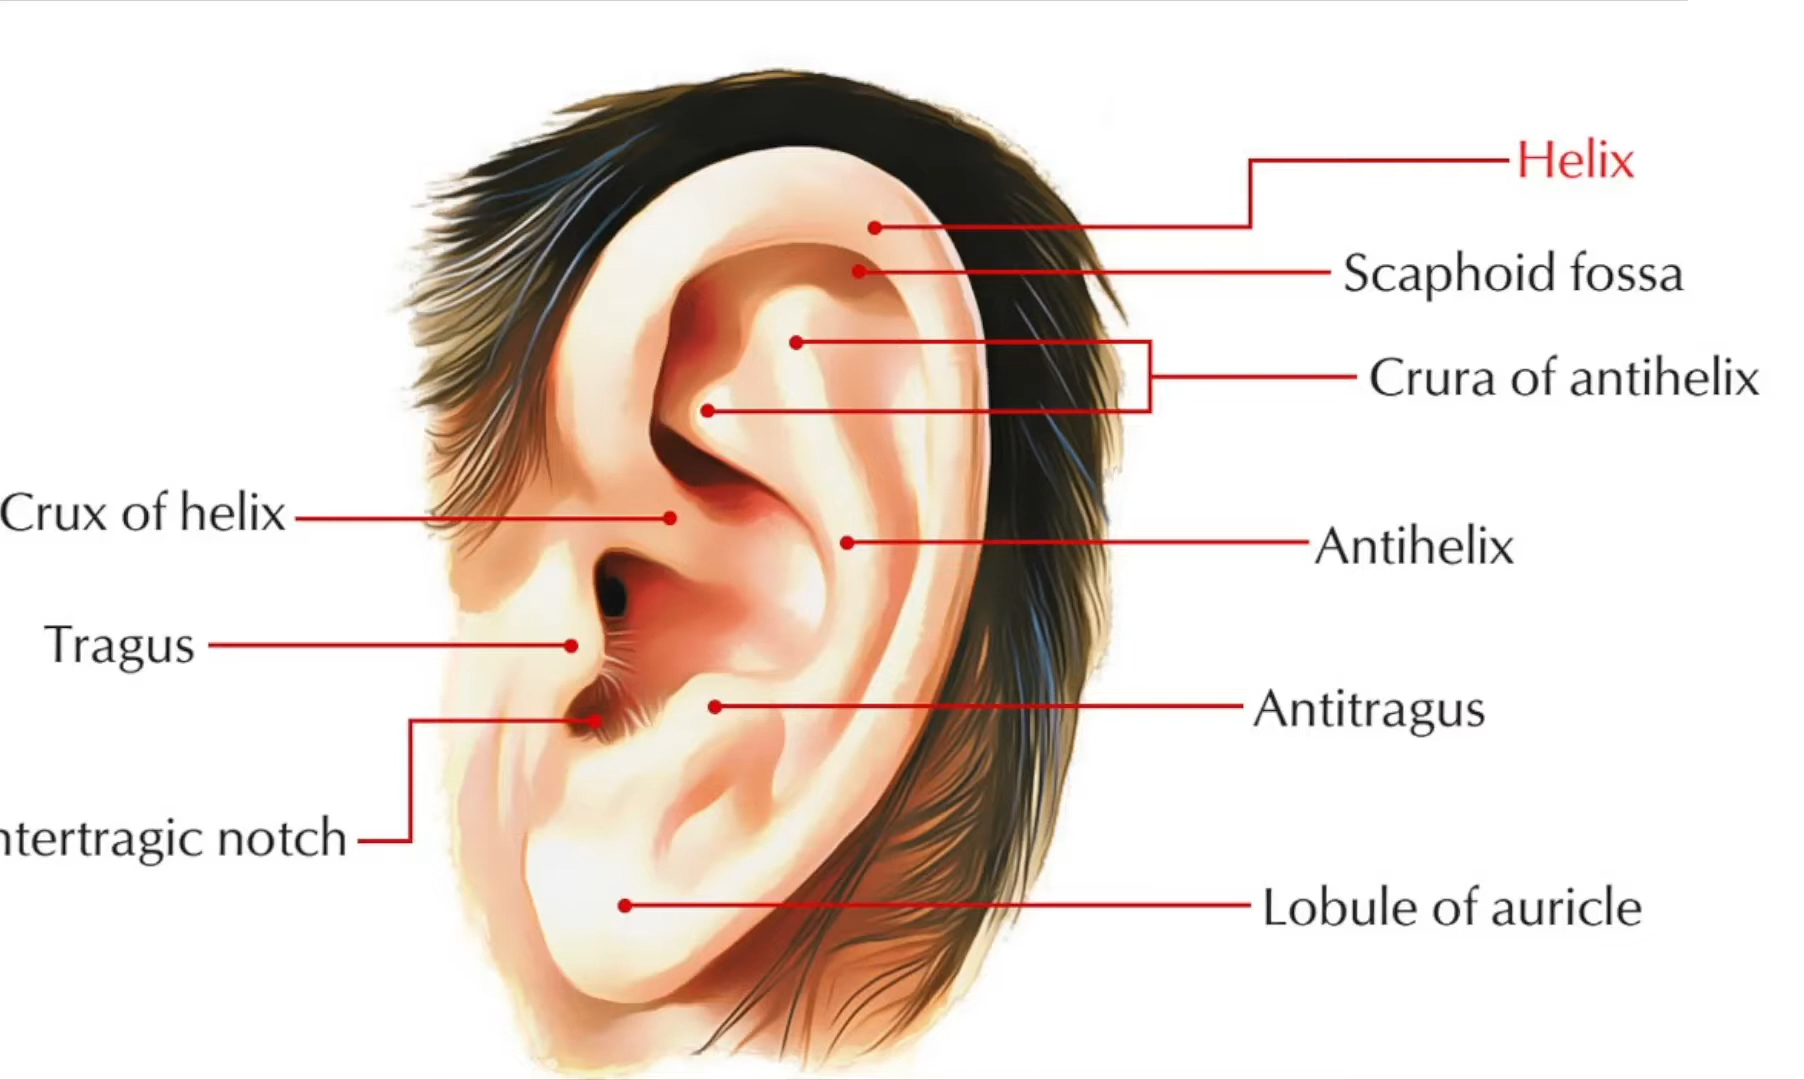 Helix
Scaphoid fossa
Crura of antihelix
Crux of helix
Antihelix
Tragus
Antitragus
ntertragic notch
Lobule of auricle